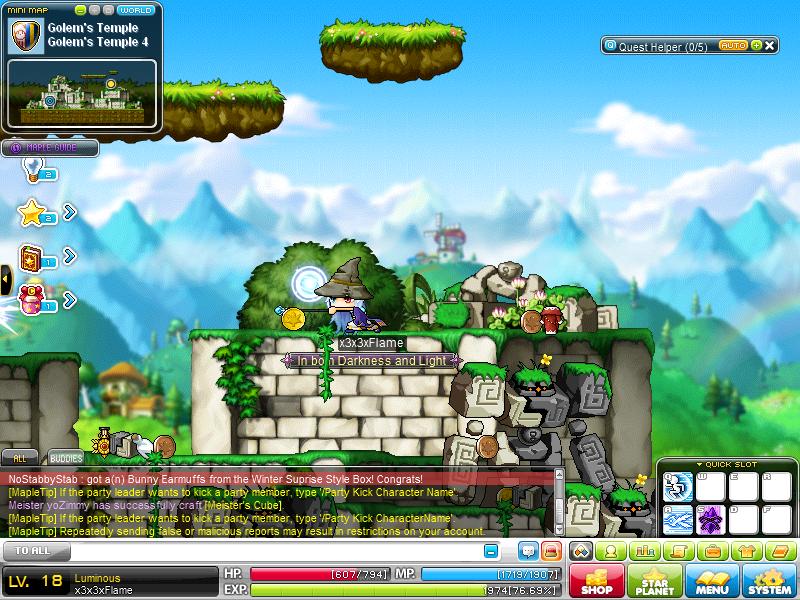 MINI MAP
WORLD
Golem's Temple
Golem's Temple 4
Quest Helper (0/5)
AUTO
MAPLE GUIDE
2
2
1
1
x3x3xFlame
In both Darkness and Light
ALL
BUDDIES
QUICK SLOT
NoStabbyStab : got a(n) Bunny Earmuffs from the Winter Suprise Style Box! Congrats!
[MapleTip] If the party leader wants to kick a party member, type '/Party Kick Character Name'.
Meister yoZimmy has successfully craft [Meister's Cube].
[MapleTip] If the party leader wants to kick a party member, type '/Party Kick CharacterName'.
[MapleTip] Repeatedly sending false or malicious reports may result in restrictions on your account.
TO ALL
LV. 18
Luminous
x3x3xFlame
HP. [607/794]
MP. [1719/1907]
EXP. 974[76.69%]
SHOP
STAR PLANET
MENU
SYSTEM